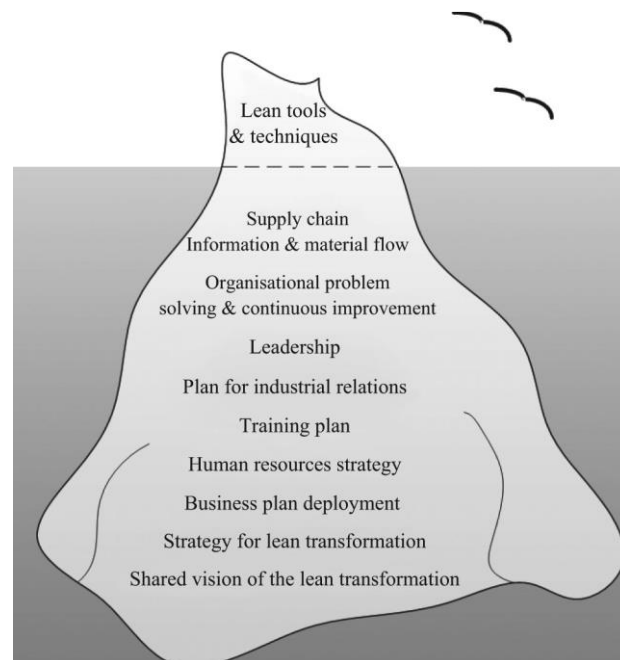 Lean tools
& techniques
Supply chain
Information & material flow
Organisational problem
solving & continuous improvement
Leadership
Plan for industrial relations
Training plan
Human resources strategy
Business plan deployment
Strategy for lean transformation
Shared vision of the lean transformation